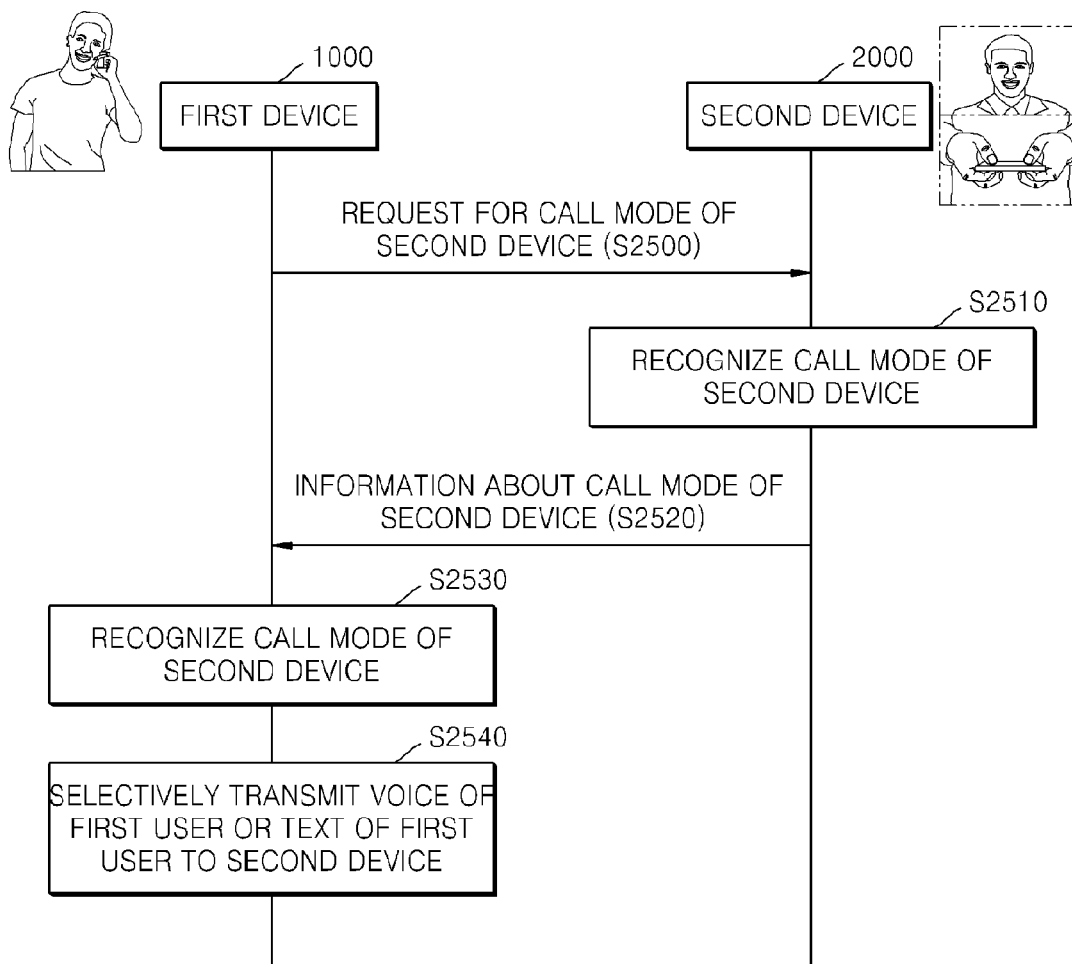 1000
2000
FIRST DEVICE
SECOND DEVICE
REQUEST FOR CALL MODE OF
SECOND DEVICE (S2500)
S2510
RECOGNIZE CALL MODE OF
SECOND DEVICE
INFORMATION ABOUT CALL MODE OF
SECOND DEVICE (S2520)
S2530
RECOGNIZE CALL MODE OF
SECOND DEVICE
S2540
SELECTIVELY TRANSMIT VOICE OF
FIRST USER OR TEXT OF FIRST
USER TO SECOND DEVICE